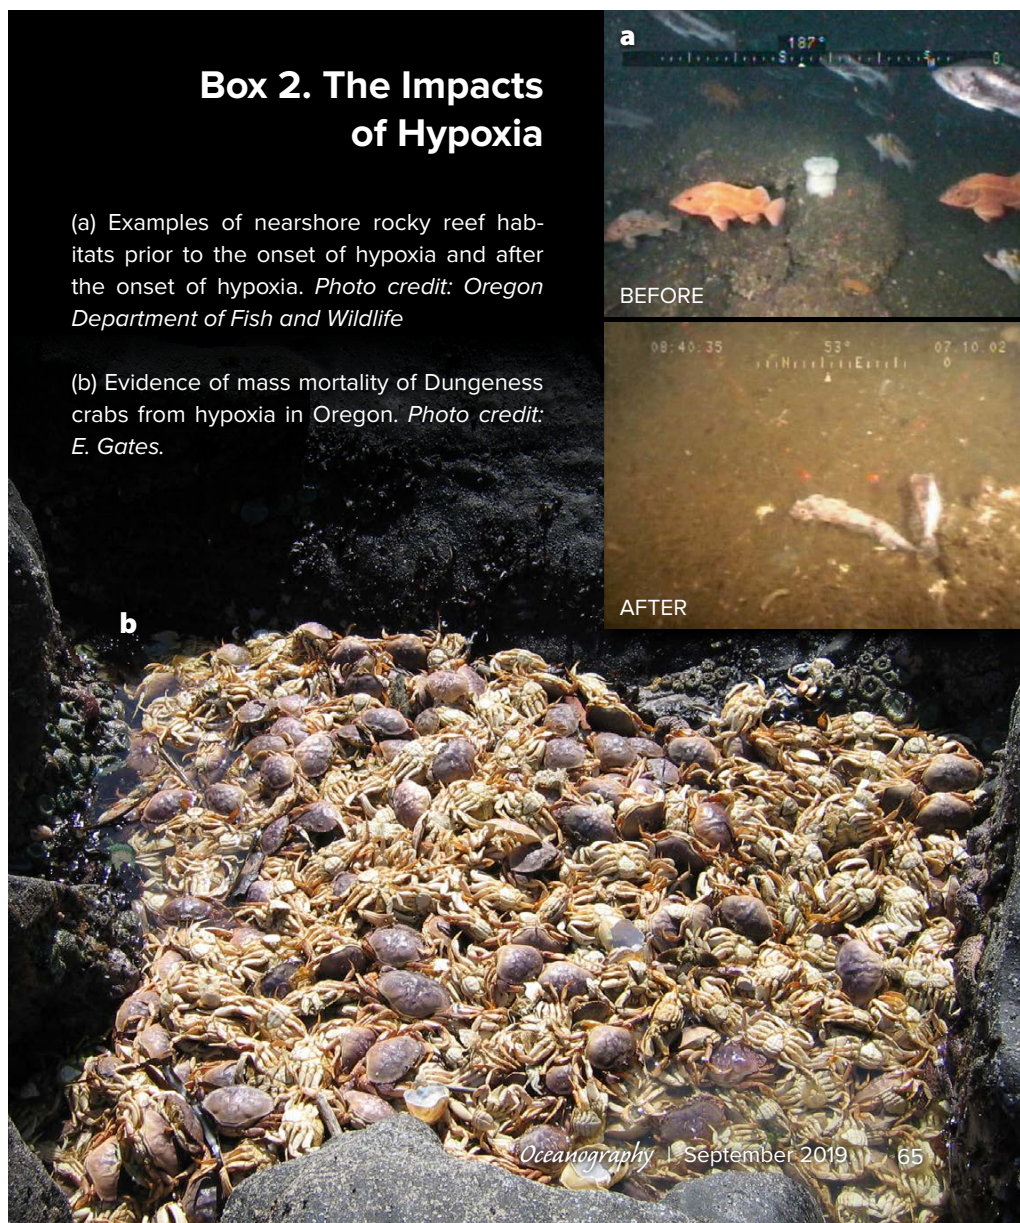 Box 2. The Impacts
of Hypoxia
(a) Examples of nearshore rocky reef hab-
itats prior to the onset of hypoxia and after
the onset of hypoxia. Photo credit: Oregon
Department of Fish and Wildlife
(b) Evidence of mass mortality of Dungeness
crabs from hypoxia in Oregon. Photo credit:
E. Gates.
a
187°
S
0
BEFORE
08:40:35 53° 07.10.02
N E 0
AFTER
b
Oceanography | September 2019 65